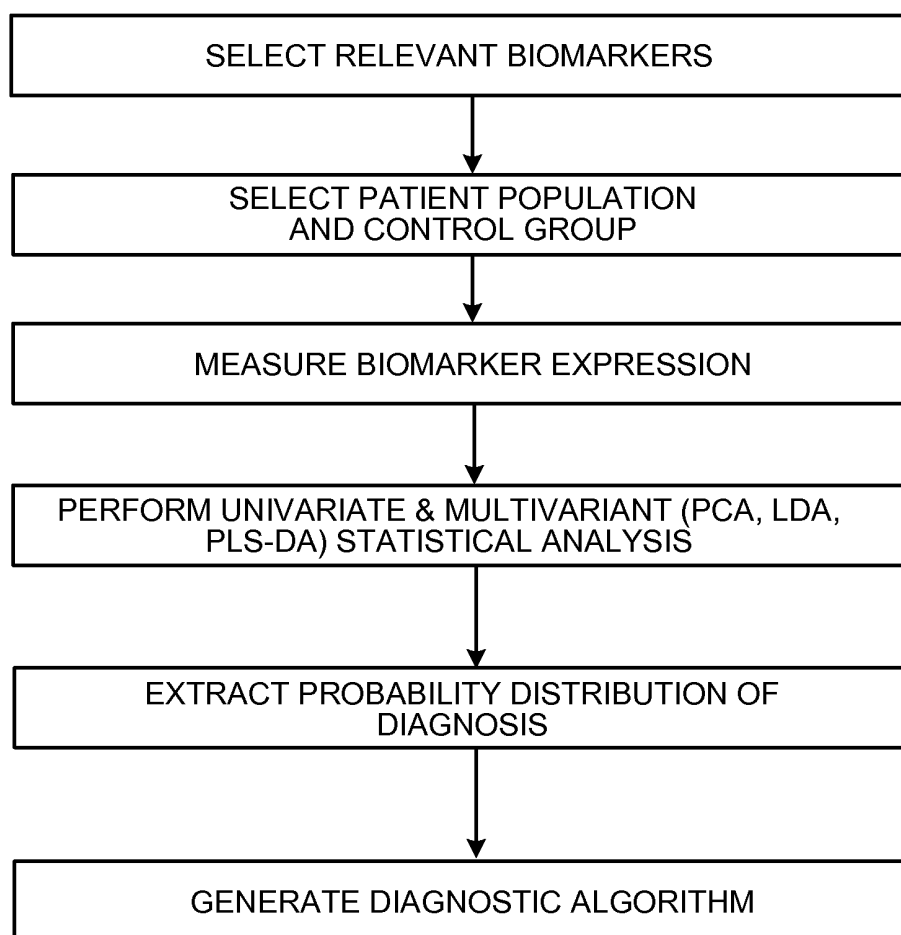 SELECT RELEVANT BIOMARKERS
SELECT PATIENT POPULATION
AND CONTROL GROUP
MEASURE BIOMARKER EXPRESSION
PERFORM UNIVARIATE & MULTIVARIANT (PCA, LDA,
PLS-DA) STATISTICAL ANALYSIS
EXTRACT PROBABILITY DISTRIBUTION OF
DIAGNOSIS
GENERATE DIAGNOSTIC ALGORITHM